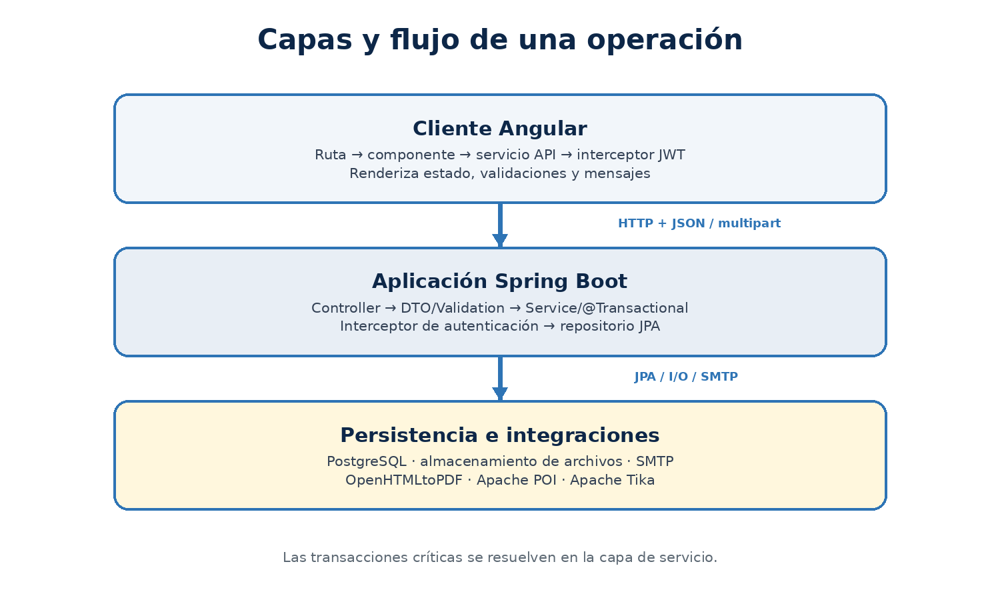 Capas y flujo de una operación
Cliente Angular
Ruta → componente → servicio API → interceptor JWT
Renderiza estado, validaciones y mensajes
HTTP + JSON / multipart
Aplicación Spring Boot
Controller → DTO/Validation → Service/@Transactional
Interceptor de autenticación → repositorio JPA
JPA / I/O / SMTP
Persistencia e integraciones
PostgreSQL · almacenamiento de archivos · SMTP
OpenHTMLtoPDF · Apache POI · Apache Tika
Las transacciones críticas se resuelven en la capa de servicio.